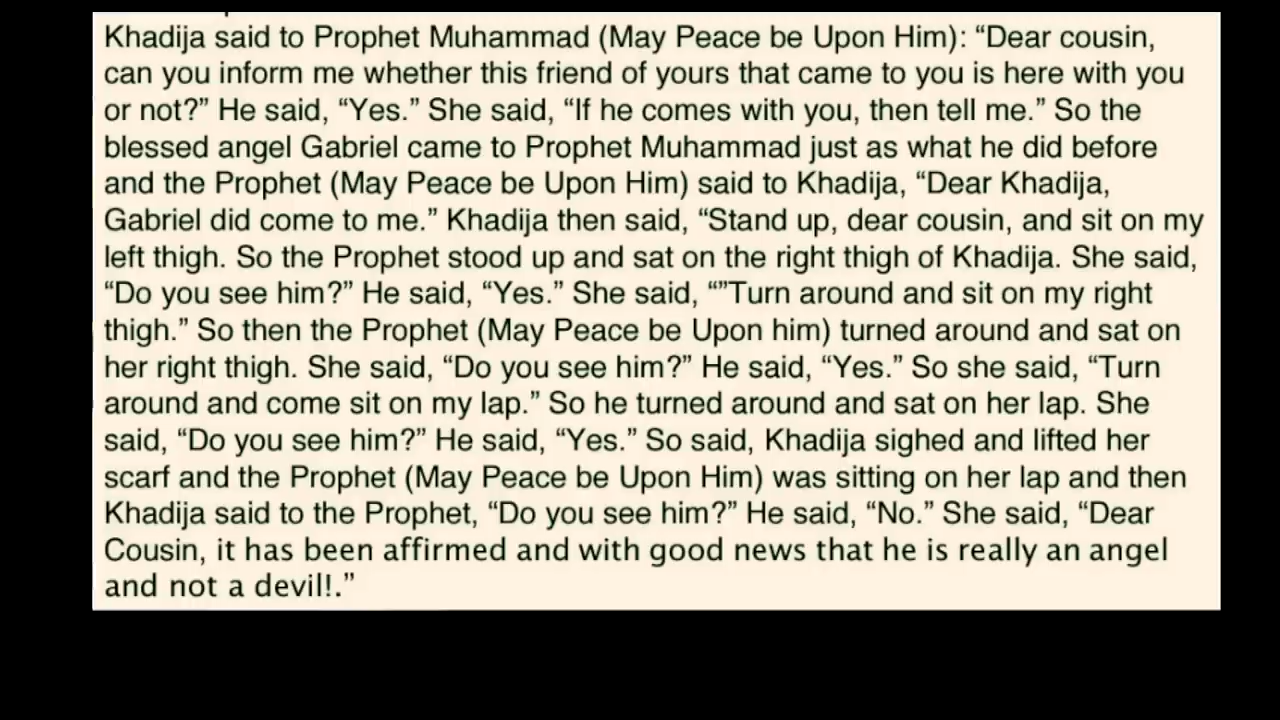 Khadija said to Prophet Muhammad (May Peace be Upon Him): “Dear cousin,
can you inform me whether this friend of yours that came to you is here with you
or not?” He said, “Yes.” She said, “If he comes with you, then tell me.” So the
blessed angel Gabriel came to Prophet Muhammad just as what he did before
and the Prophet (May Peace be Upon Him) said to Khadija, “Dear Khadija,
Gabriel did come to me.” Khadija then said, “Stand up, dear cousin, and sit on my
left thigh. So the Prophet stood up and sat on the right thigh of Khadija. She said,
“Do you see him?” He said, “Yes.” She said, “”Turn around and sit on my right
thigh.” So then the Prophet (May Peace be Upon him) turned around and sat on
her right thigh. She said, “Do you see him?” He said, “Yes.” So she said, “Turn
around and come sit on my lap.” So he turned around and sat on her lap. She
said, “Do you see him?” He said, “Yes.” So said, Khadija sighed and lifted her
scarf and the Prophet (May Peace be Upon Him) was sitting on her lap and then
Khadija said to the Prophet, “Do you see him?” He said, “No.” She said, “Dear
Cousin, it has been affirmed and with good news that he is really an angel
and not a devil!.”